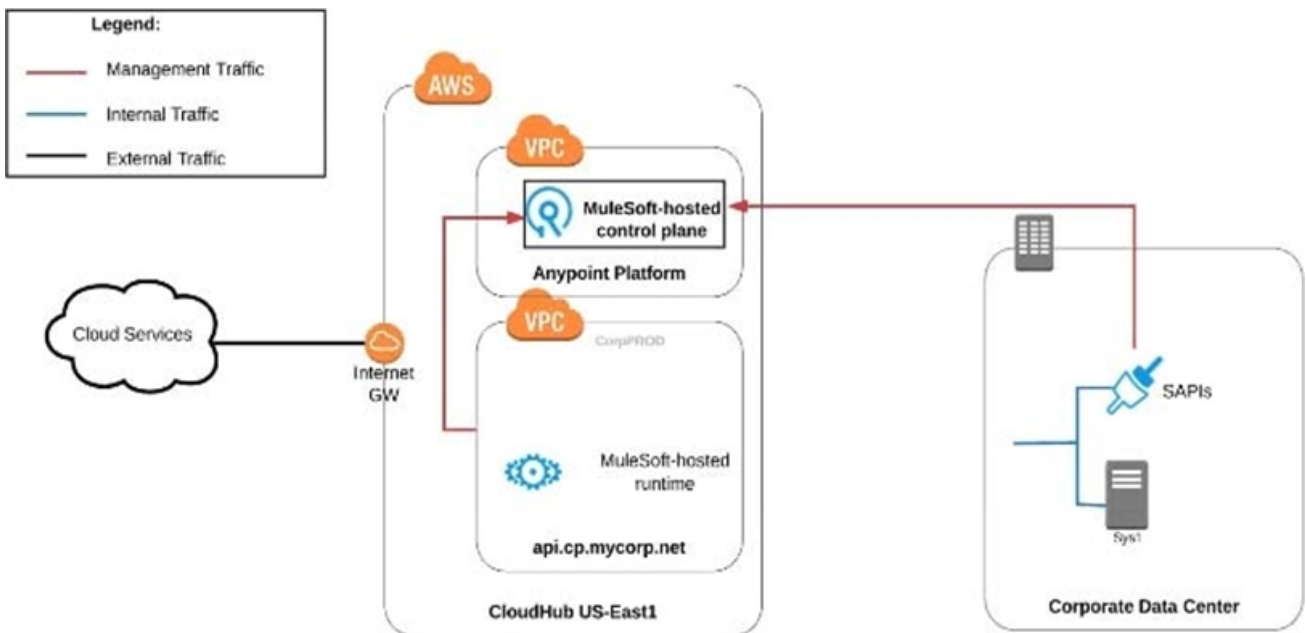 Legend:
Management Traffic
Internal Traffic
External Traffic
AWS
VPC
MuleSoft-hosted
control plane
Anypoint Platform
Cloud Services
Internet
GW
VPC
CorpPROD
MuleSoft-hosted
runtime
api.cp.mycorp.net
CloudHub US-East1
SAPIs
Sys1
Corporate Data Center